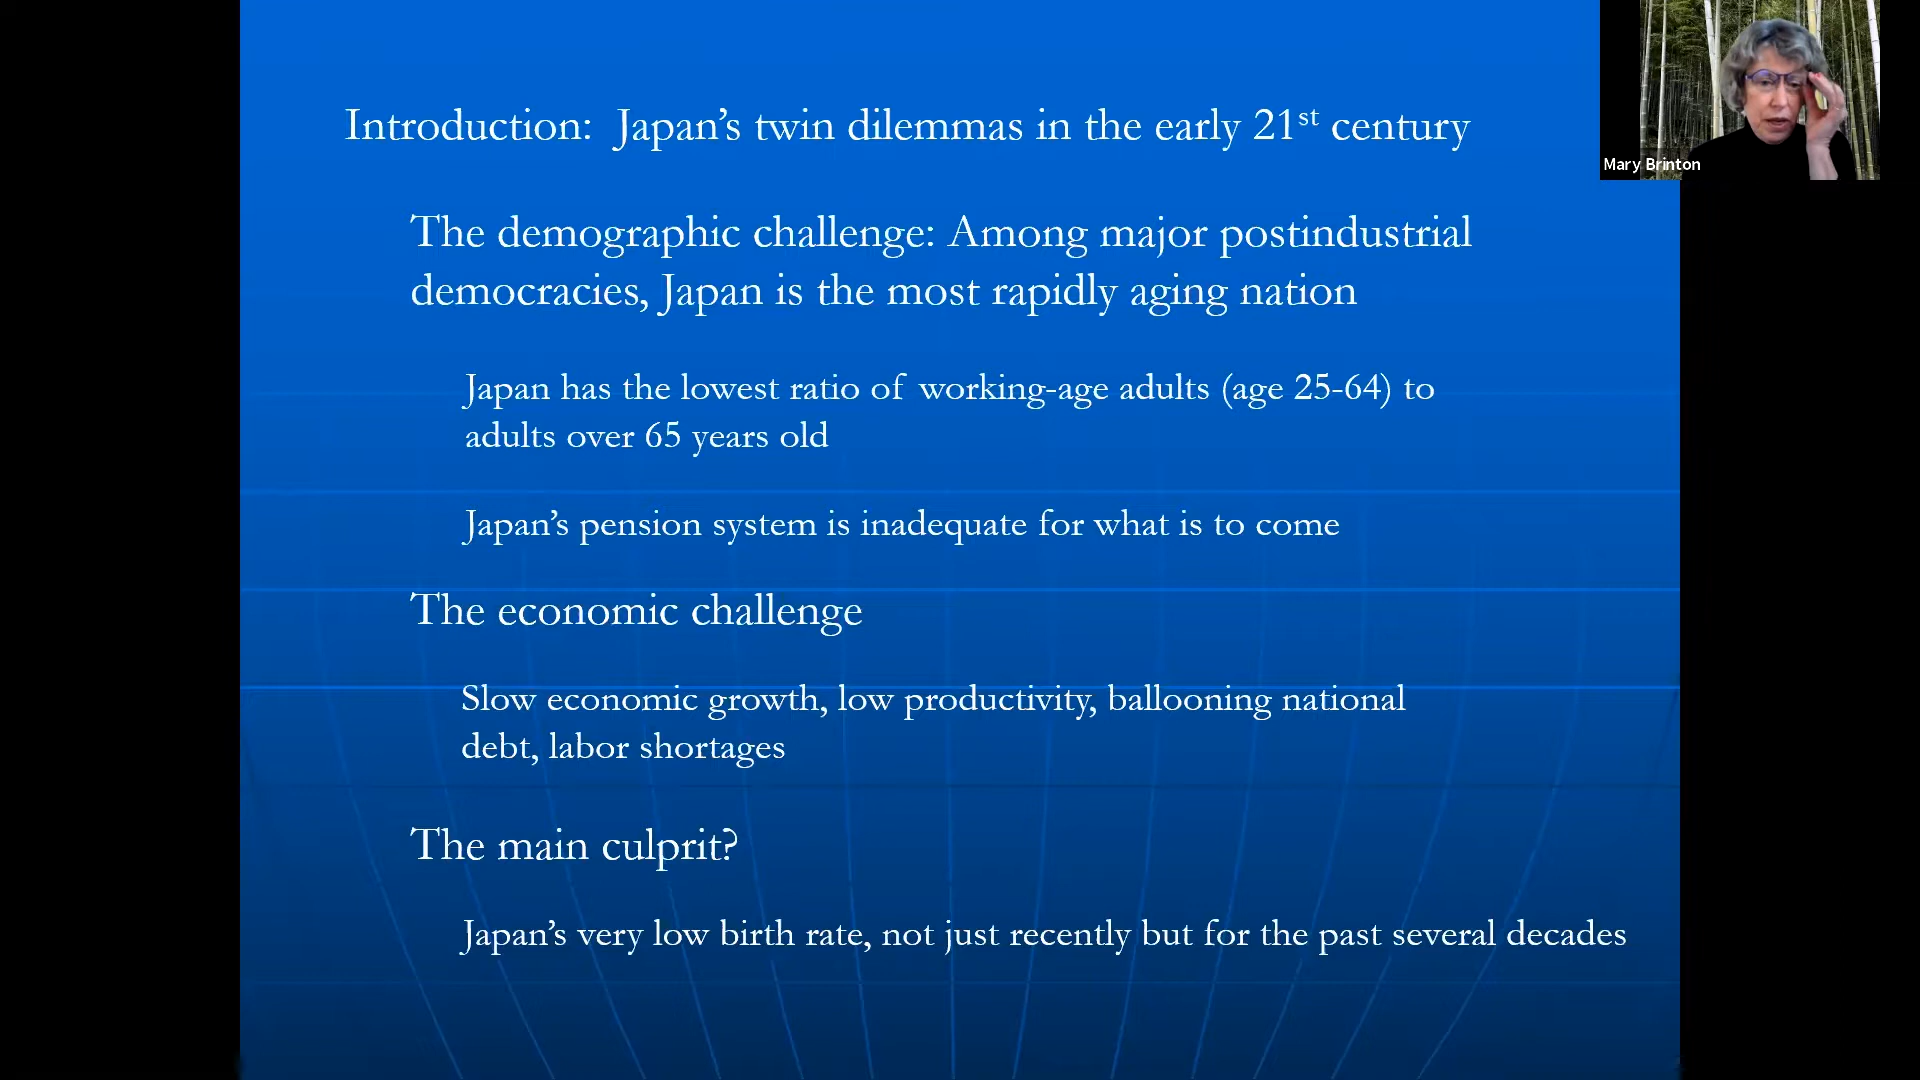 Introduction:  Japan’s twin dilemmas in the early 21st century
The demographic challenge: Among major postindustrial
democracies, Japan is the most rapidly aging nation
Japan has the lowest ratio of working-age adults (age 25-64) to
adults over 65 years old
Japan’s pension system is inadequate for what is to come
The economic challenge
Slow economic growth, low productivity, ballooning national
debt, labor shortages
The main culprit?
Japan’s very low birth rate, not just recently but for the past several decades
Mary Brinton